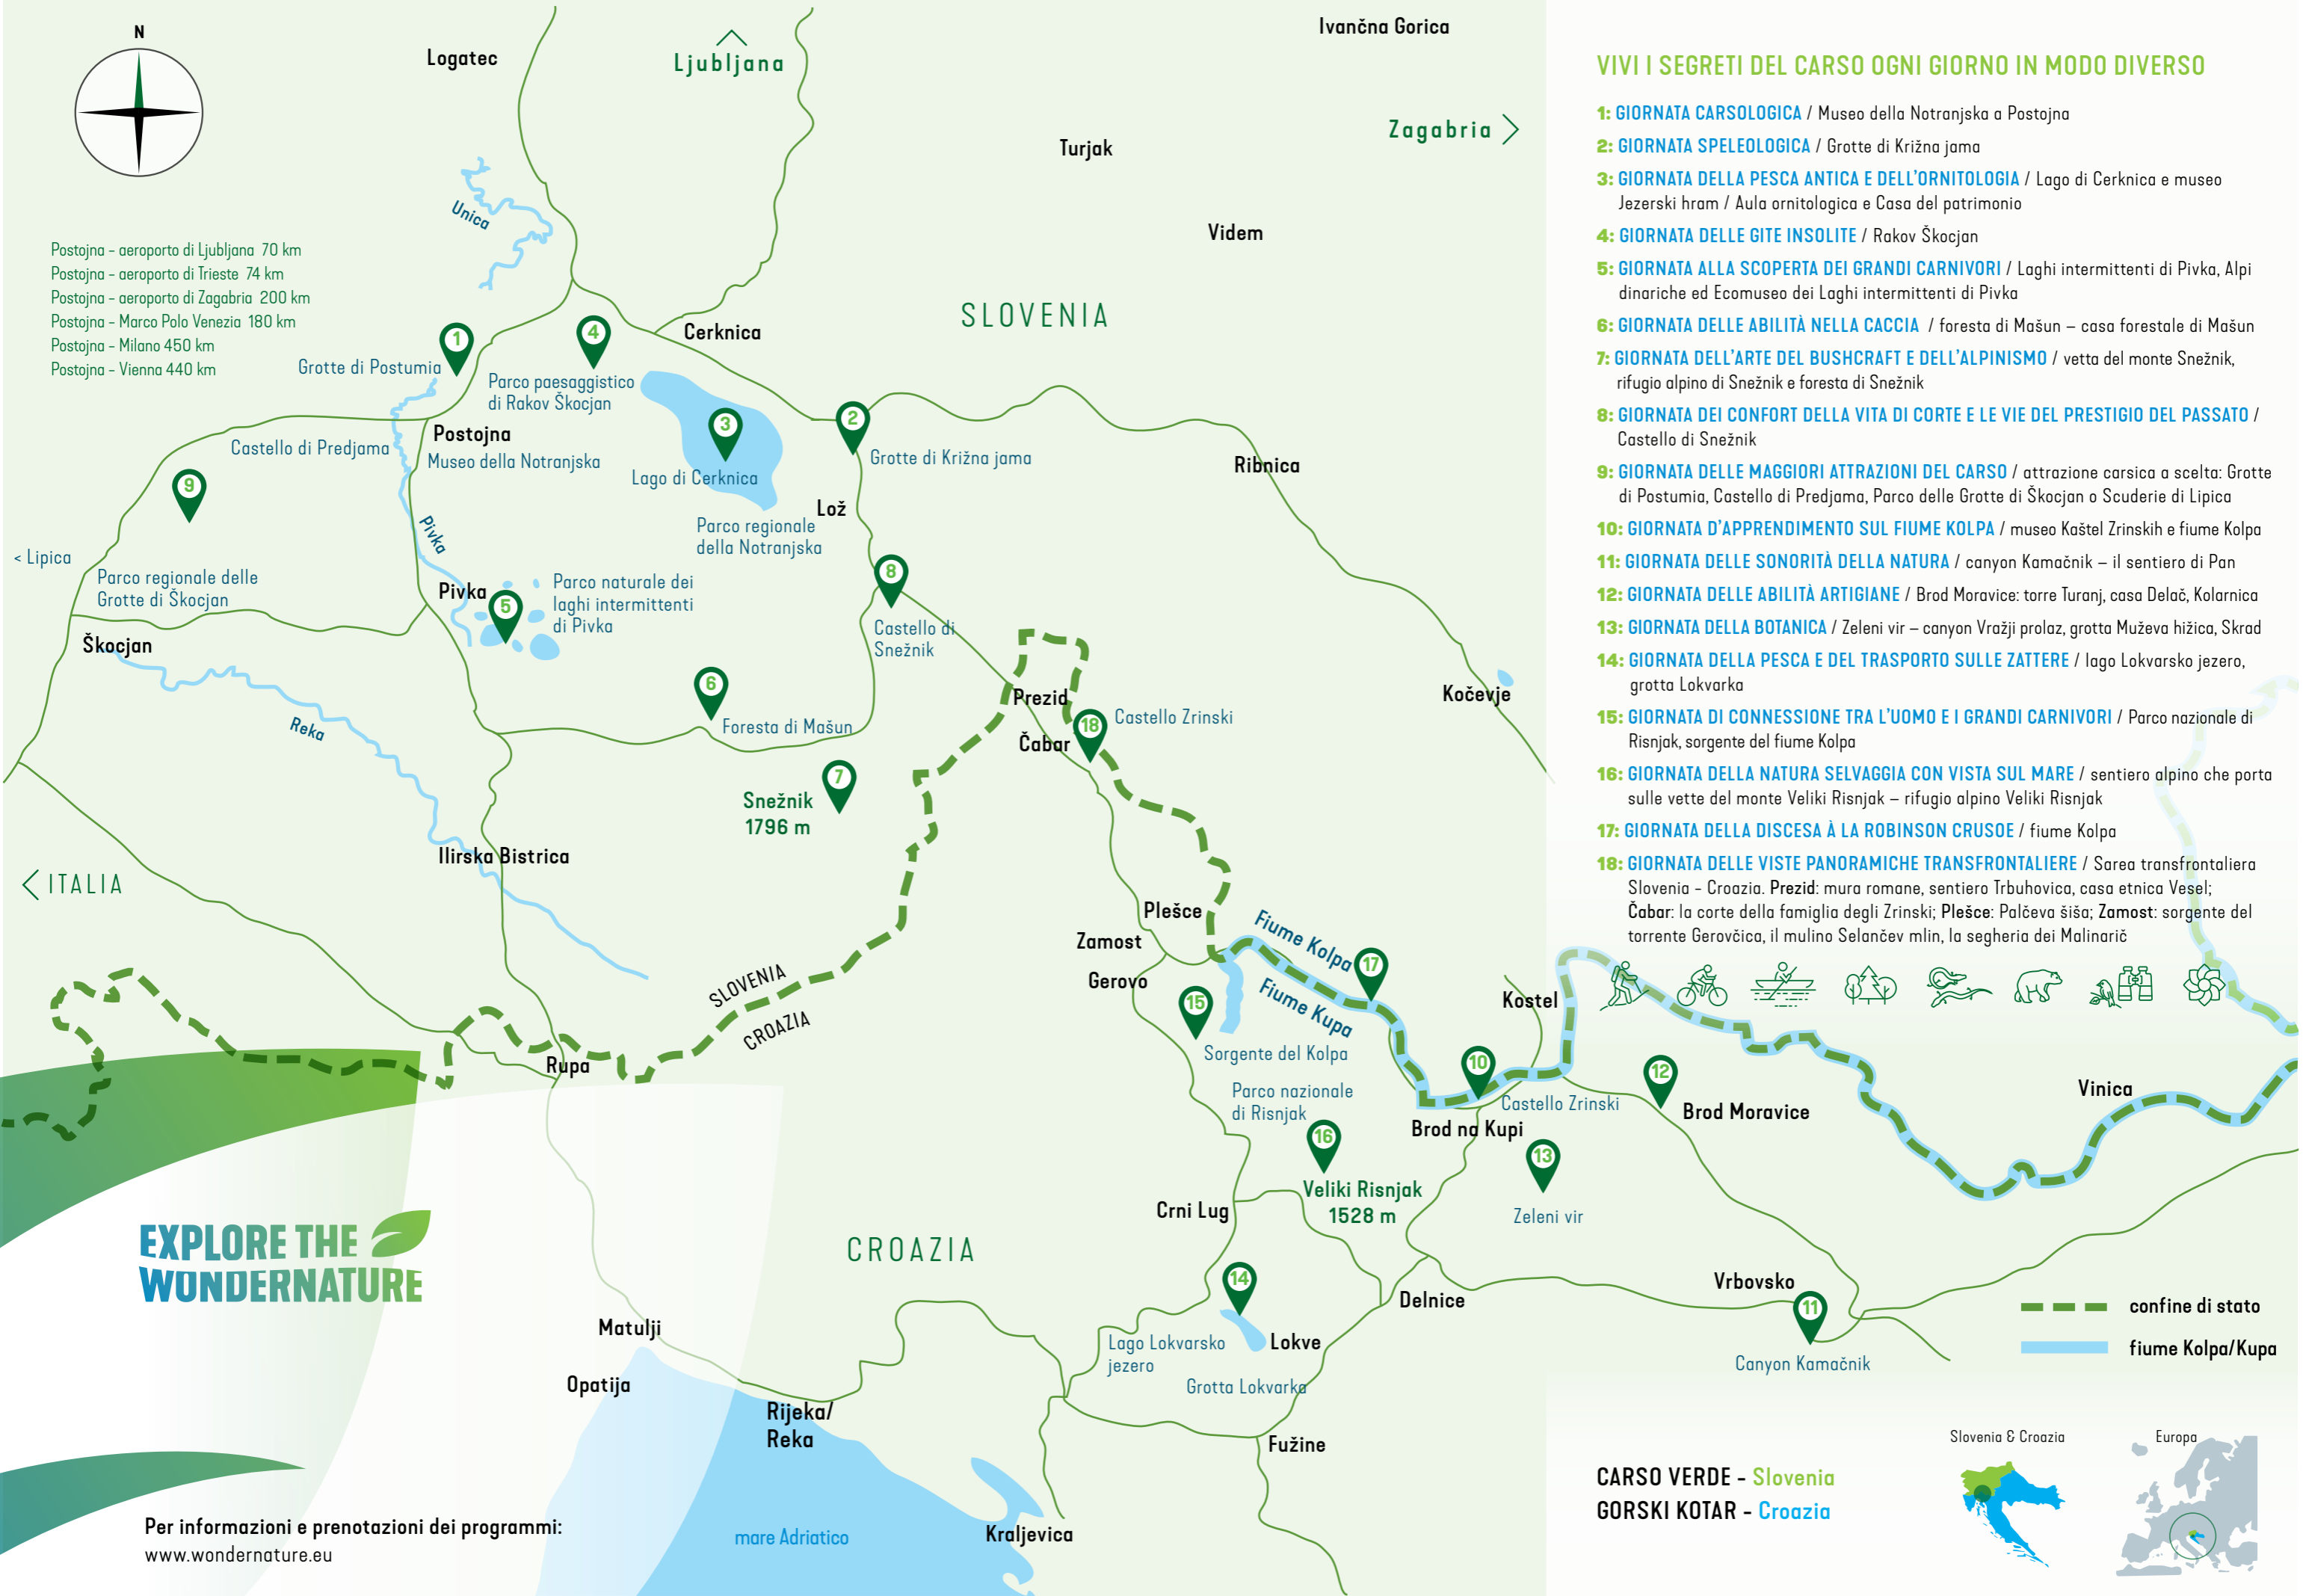 N
Logatec
Ljubljana
Ivančna Gorica
Zagabria
Turjak
Unica
Videm
Postojna - aeroporto di Ljubljana 70 km
Postojna - aeroporto di Trieste 74 km
Postojna - aeroporto di Zagabria 200 km
Postojna - Marco Polo Venezia 180 km
Postojna - Milano 450 km
Postojna - Vienna 440 km
SLOVENIA
1
4
Cerknica
Grotte di Postumia
Parco paesaggistico
di Rakov Škocjan
3
2
Castello di Predjama
Postojna
Museo della Notranjska
Lago di Cerknica
Grotte di Križna jama
Ribnica
9
Lož
Pivka
Parco regionale
della Notranjska
< Lipica
Parco regionale delle
Grotte di Škocjan
Pivka
5
Parco naturale dei
laghi intermittenti
di Pivka
8
Castello di
Snežnik
Škocjan
6
Foresta di Mašun
Prezid
18
Castello Zrinski
Čabar
Kočevje
Reka
7
Snežnik
1796 m
Ilirska Bistrica
ITALIA
Plešce
Zamost
Gerovo
Fiume Kolpa
17
Fiume Kupa
SLOVENIA
CROAZIA
15
Sorgente del Kolpa
Kostel
Rupa
10
Castello Zrinski
12
Brod Moravice
Vinica
Parco nazionale
di Risnjak
16
Brod na Kupi
13
Veliki Risnjak
1528 m
Zeleni vir
Crni Lug
CROAZIA
EXPLORE THE
WONDERNATURE
14
Delnice
Vrbovsko
11
Canyon Kamačnik
Matulji
Lago Lokvarsko
jezero
Lokve
Grotta Lokvarka
Opatija
Rijeka/
Reka
Fužine
Kraljevica
mare Adriatico
Per informazioni e prenotazioni dei programmi:
www.wondernature.eu
VIVI I SEGRETI DEL CARSO OGNI GIORNO IN MODO DIVERSO
1: GIORNATA CARSOLOGICA / Museo della Notranjska a Postojna
2: GIORNATA SPELEOLOGICA / Grotte di Križna jama
3: GIORNATA DELLA PESCA ANTICA E DELL'ORNITOLOGIA / Lago di Cerknica e museo
Jezerski hram / Aula ornitologica e Casa del patrimonio
4: GIORNATA DELLE GITE INSOLITE / Rakov Škocjan
5: GIORNATA ALLA SCOPERTA DEI GRANDI CARNIVORI / Laghi intermittenti di Pivka, Alpi
dinariche ed Ecomuseo dei Laghi intermittenti di Pivka
6: GIORNATA DELLE ABILITÀ NELLA CACCIA / foresta di Mašun – casa forestale di Mašun
7: GIORNATA DELL'ARTE DEL BUSHCRAFT E DELL'ALPINISMO / vetta del monte Snežnik,
rifugio alpino di Snežnik e foresta di Snežnik
8: GIORNATA DEI CONFORT DELLA VITA DI CORTE E LE VIE DEL PRESTIGIO DEL PASSATO /
Castello di Snežnik
9: GIORNATA DELLE MAGGIORI ATTRAZIONI DEL CARSO / attrazione carsica a scelta: Grotte
di Postumia, Castello di Predjama, Parco delle Grotte di Škocjan o Scuderie di Lipica
10: GIORNATA D'APPRENDIMENTO SUL FIUME KOLPA / museo Kaštel Zrinskih e fiume Kolpa
11: GIORNATA DELLE SONORITÀ DELLA NATURA / canyon Kamačnik – il sentiero di Pan
12: GIORNATA DELLE ABILITÀ ARTIGIANE / Brod Moravice: torre Turanj, casa Delač, Kolarnica
13: GIORNATA DELLA BOTANICA / Zeleni vir – canyon Vražji prolaz, grotta Muževa hižica, Skrad
14: GIORNATA DELLA PESCA E DEL TRASPORTO SULLE ZATTERE / lago Lokvarsko jezero,
grotta Lokvarka
15: GIORNATA DI CONNESSIONE TRA L'UOMO E I GRANDI CARNIVORI / Parco nazionale di
Risnjak, sorgente del fiume Kolpa
16: GIORNATA DELLA NATURA SELVAGGIA CON VISTA SUL MARE / sentiero alpino che porta
sulle vette del monte Veliki Risnjak – rifugio alpino Veliki Risnjak
17: GIORNATA DELLA DISCESA À LA ROBINSON CRUSOE / fiume Kolpa
18: GIORNATA DELLE VISTE PANORAMICHE TRANSFRONTALIERE / Sarea transfrontaliera
Slovenia - Croazia. Prezid: mura romane, sentiero Trbuhovica, casa etnica Vesel;
Čabar: la corte della famiglia degli Zrinski; Plešce: Palčeva šiša; Zamost: sorgente del
torrente Gerovčica, il mulino Selančev mlin, la segheria dei Malinarič
confine di stato
fiume Kolpa/Kupa
Slovenia & Croazia
Europa
CARSO VERDE - Slovenia
GORSKI KOTAR - Croazia